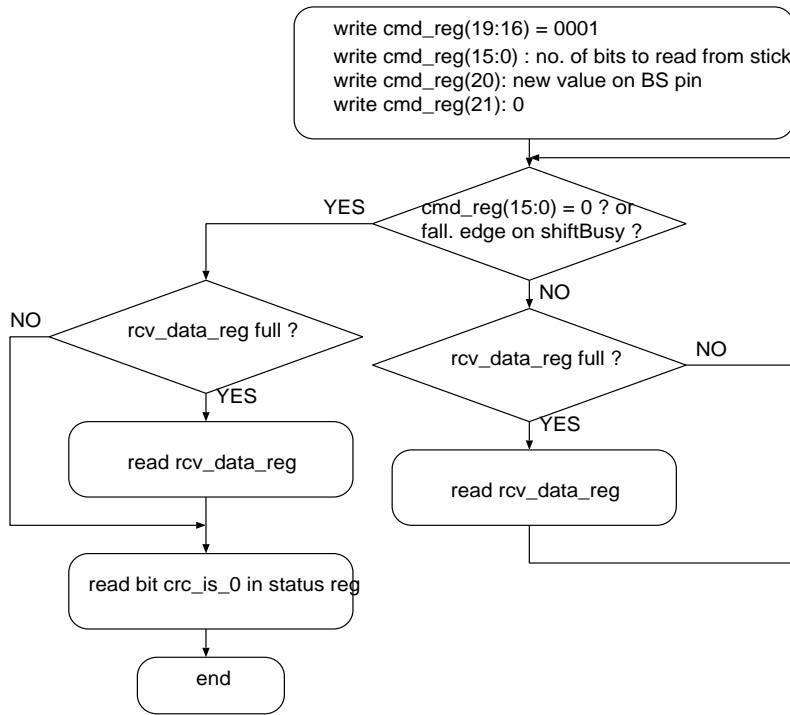 write cmd_reg(19:16) = 0001
write cmd_reg(15:0) : no. of bits to read from stick
write cmd_reg(20): new value on BS pin
write cmd_reg(21): 0
YES
cmd_reg(15:0) = 0 ? or
fall. edge on shiftBusy ?
NO
NO
rcv_data_reg full ?
rcv_data_reg full ?
NO
YES
YES
read rcv_data_reg
read rcv_data_reg
read bit crc_is_0 in status reg
end